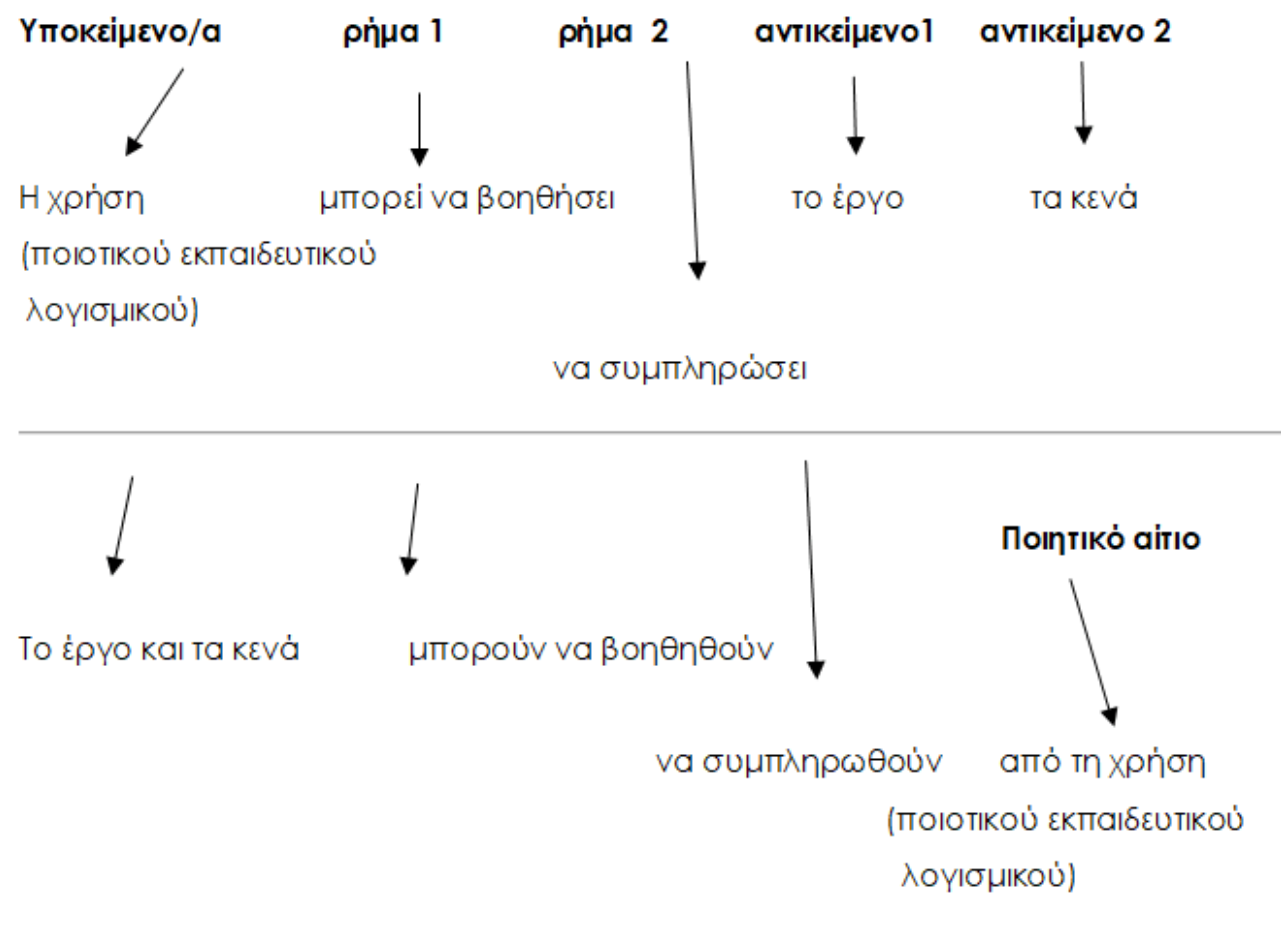 Υποκείμενο/α ρήμα 1 ρήμα 2 αντικείμενο1 αντικείμενο 2
Η χρήση μπορεί να βοηθήσει το έργο τα κενά
(ποιοτικού εκπαιδευτικού
λογισμικού)
να συμπληρώσει
Ποιητικό αίτιο
Το έργο και τα κενά μπορούν να βοηθηθούν
να συμπληρωθούν από τη χρήση
(ποιοτικού εκπαιδευτικού
λογισμικού)